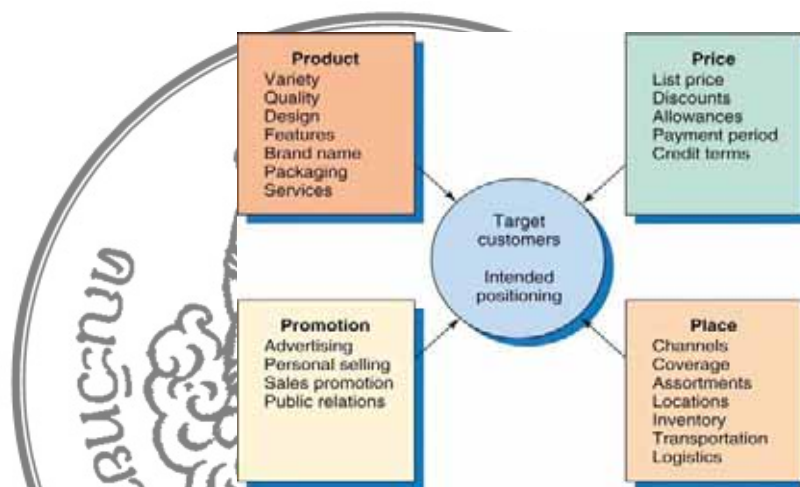 Product
Variety
Quality
Design
Features
Brand name
Packaging
Services
Price
List price
Discounts
Allowances
Payment period
Credit terms
Target
customers
Intended
positioning
Promotion
Advertising
Personal selling
Sales promotion
Public relations
Place
Channels
Coverage
Assortments
Locations
Inventory
Transportation
Logistics